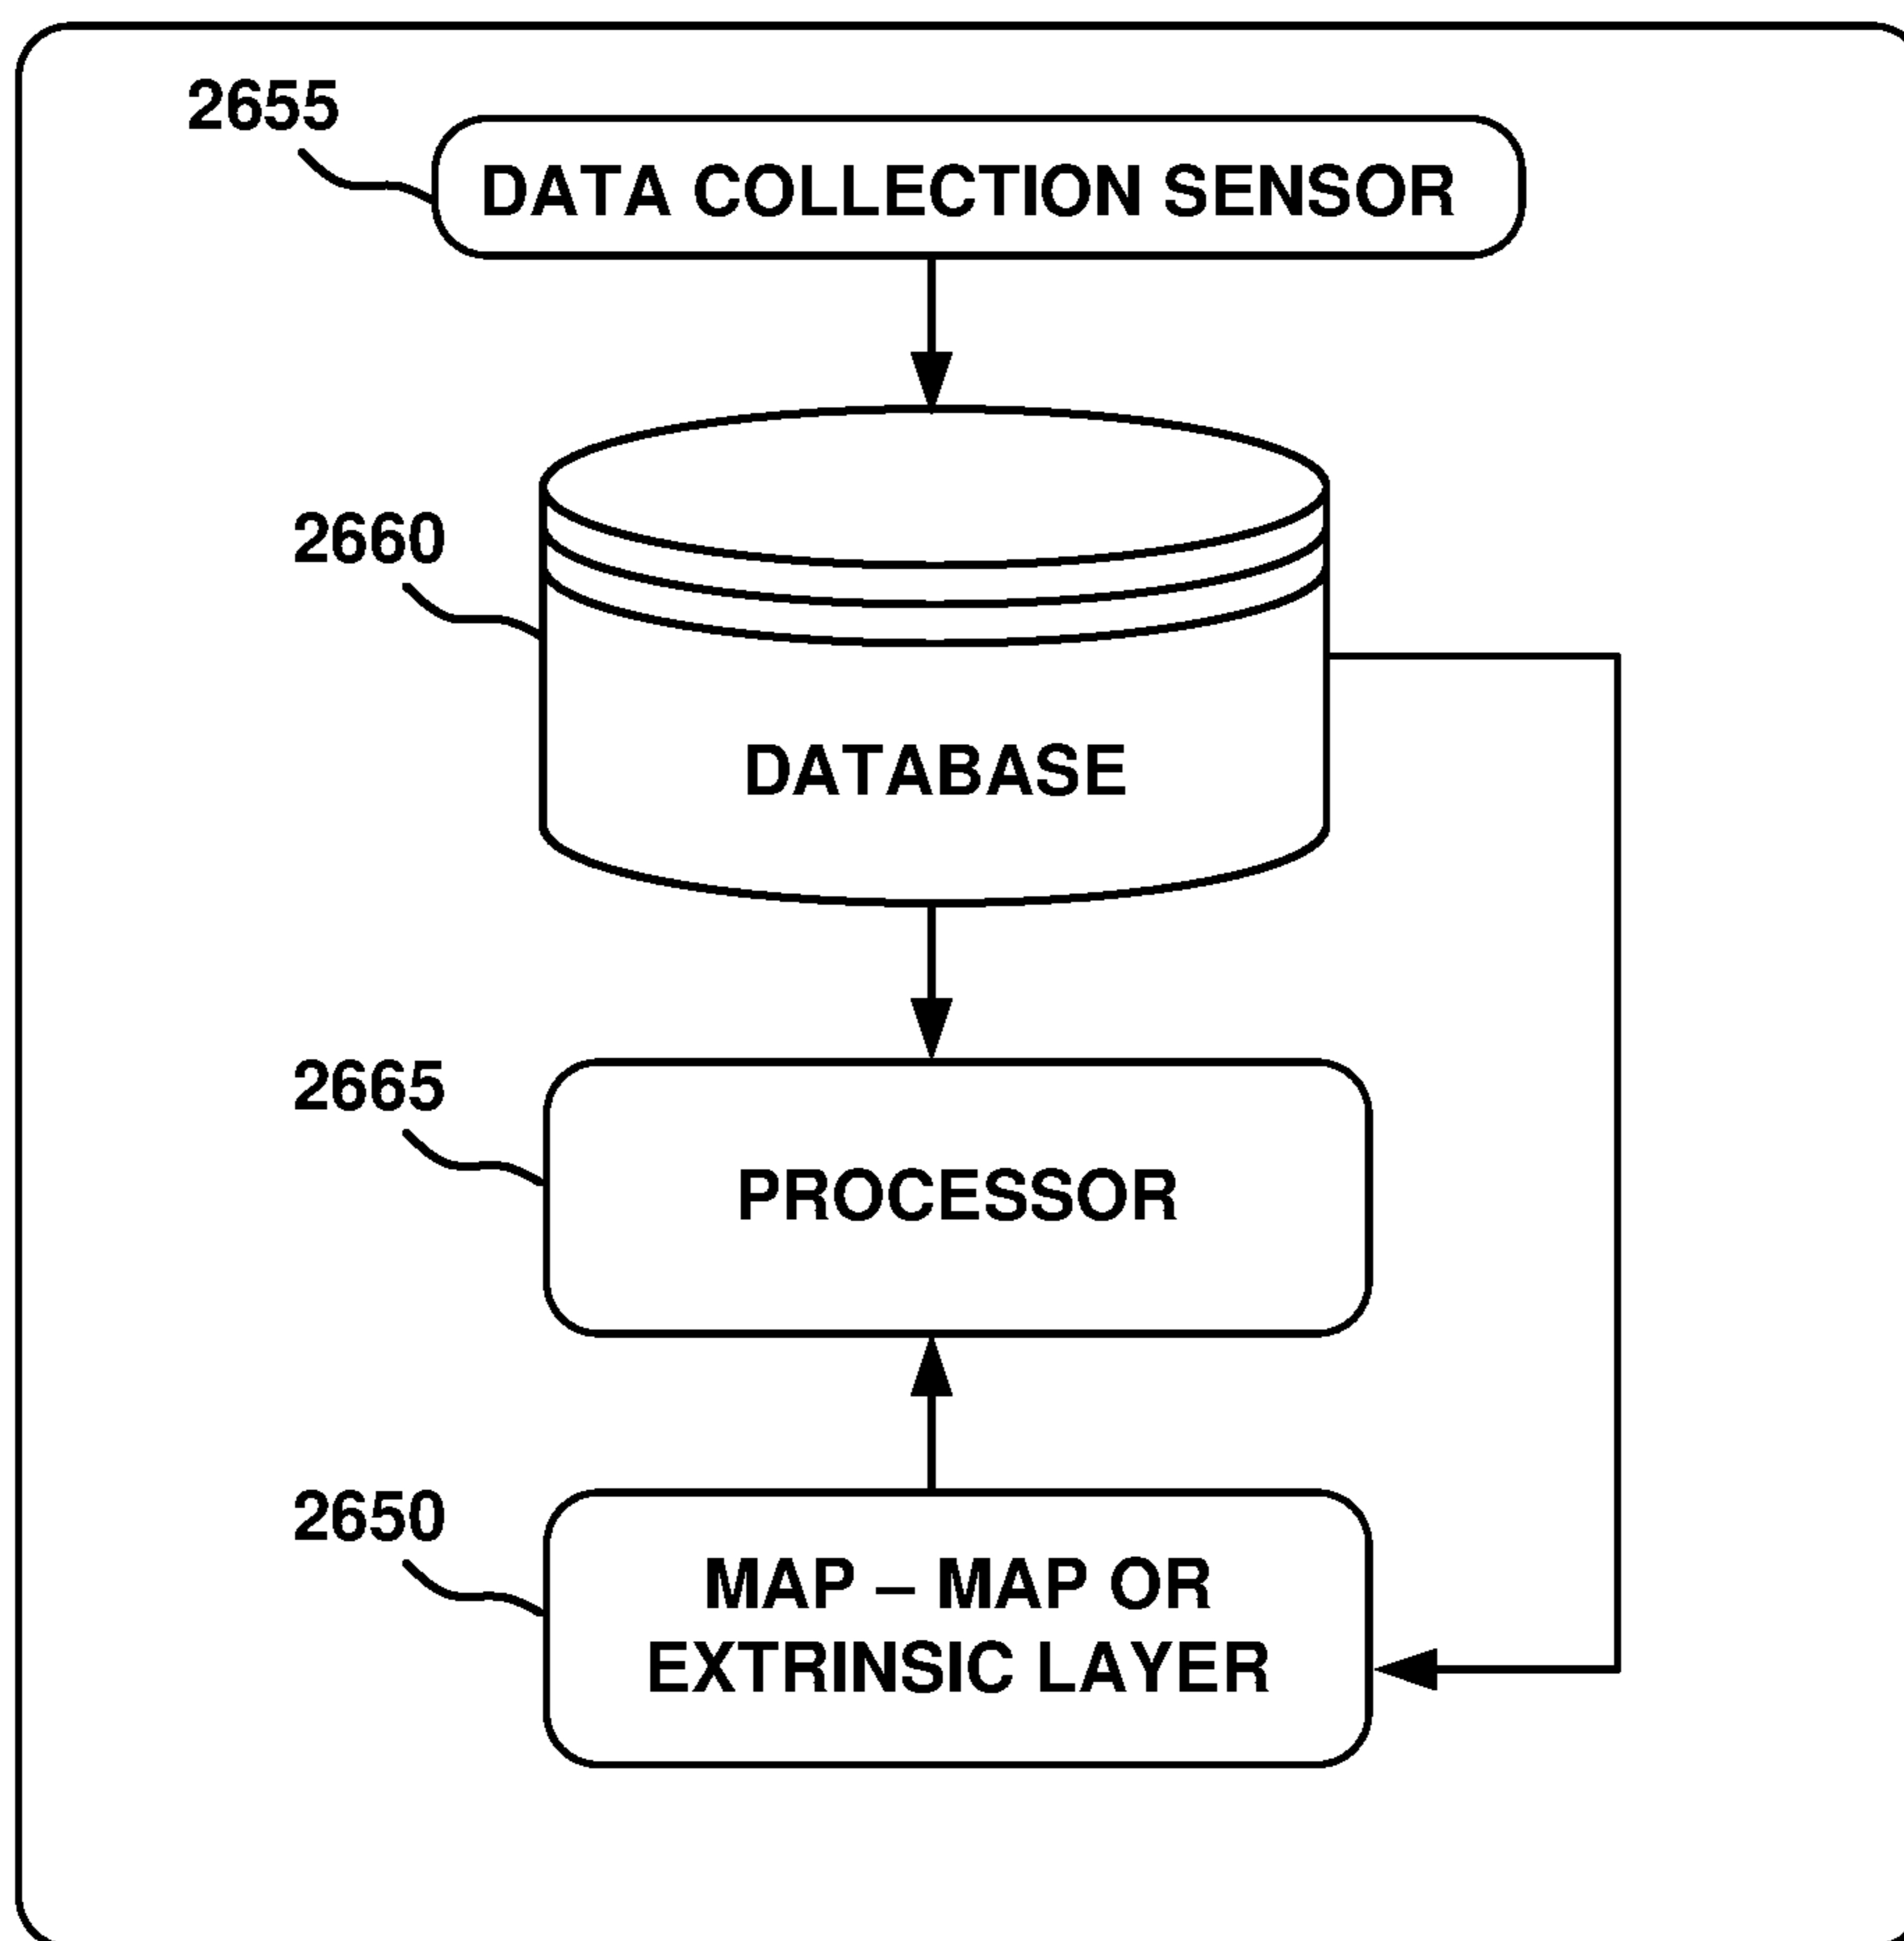 2655
DATA COLLECTION SENSOR
2660
DATABASE
2665
PROCESSOR
2650
MAP – MAP OR
EXTRINSIC LAYER